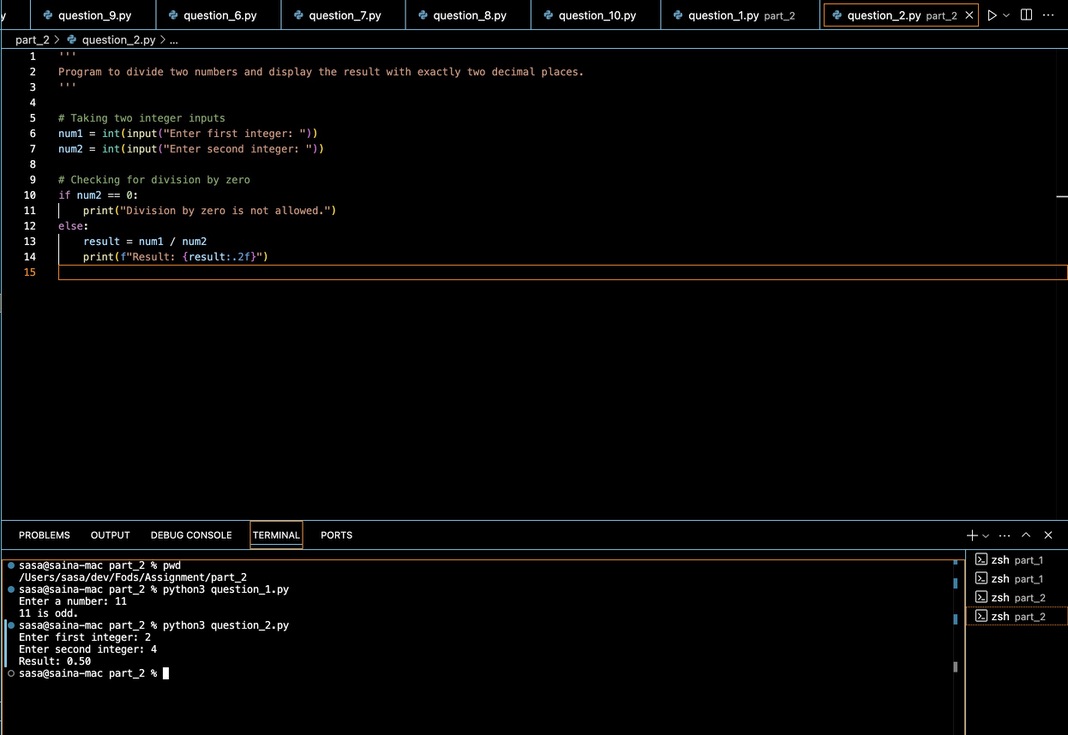 y question_9.py question_6.py question_7.py question_8.py question_10.py question_1.py part_2 question_2.py part_2
part_2 > question_2.py > ...
1 '''
2 Program to divide two numbers and display the result with exactly two decimal places.
3 '''
4
5 # Taking two integer inputs
6 num1 = int(input("Enter first integer: "))
7 num2 = int(input("Enter second integer: "))
8
9 # Checking for division by zero
10 if num2 == 0:
11     print("Division by zero is not allowed.")
12 else:
13     result = num1 / num2
14     print(f"Result: {result:.2f}")
15
PROBLEMS OUTPUT DEBUG CONSOLE TERMINAL PORTS
sasa@saina-mac part_2 % pwd
/Users/sasa/dev/Fods/Assignment/part_2
sasa@saina-mac part_2 % python3 question_1.py
Enter a number: 11
11 is odd.
sasa@saina-mac part_2 % python3 question_2.py
Enter first integer: 2
Enter second integer: 4
Result: 0.50
sasa@saina-mac part_2 %
zsh part_1
zsh part_1
zsh part_2
zsh part_2